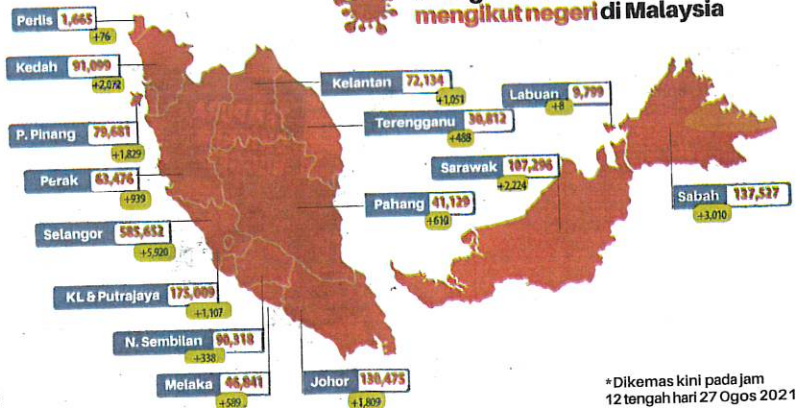 mengikut negeri di Malaysia
Perlis 1,665
+76
Kedah 91,099
+2,072
P. Pinang 79,681
+1,829
Perak 63,476
+939
Selangor 585,652
+5,920
KL & Putrajaya 175,009
+1,107
N. Sembilan 90,318
+338
Melaka 46,841
+589
Johor 130,475
+1,809
Kelantan 72,134
+1,051
Terengganu 39,812
+488
Pahang 41,129
+610
Labuan 9,799
+8
Sarawak 107,296
+2,224
Sabah 137,527
+3,010
*Dikemas kini pada jam
12 tengah hari 27 Ogos 2021